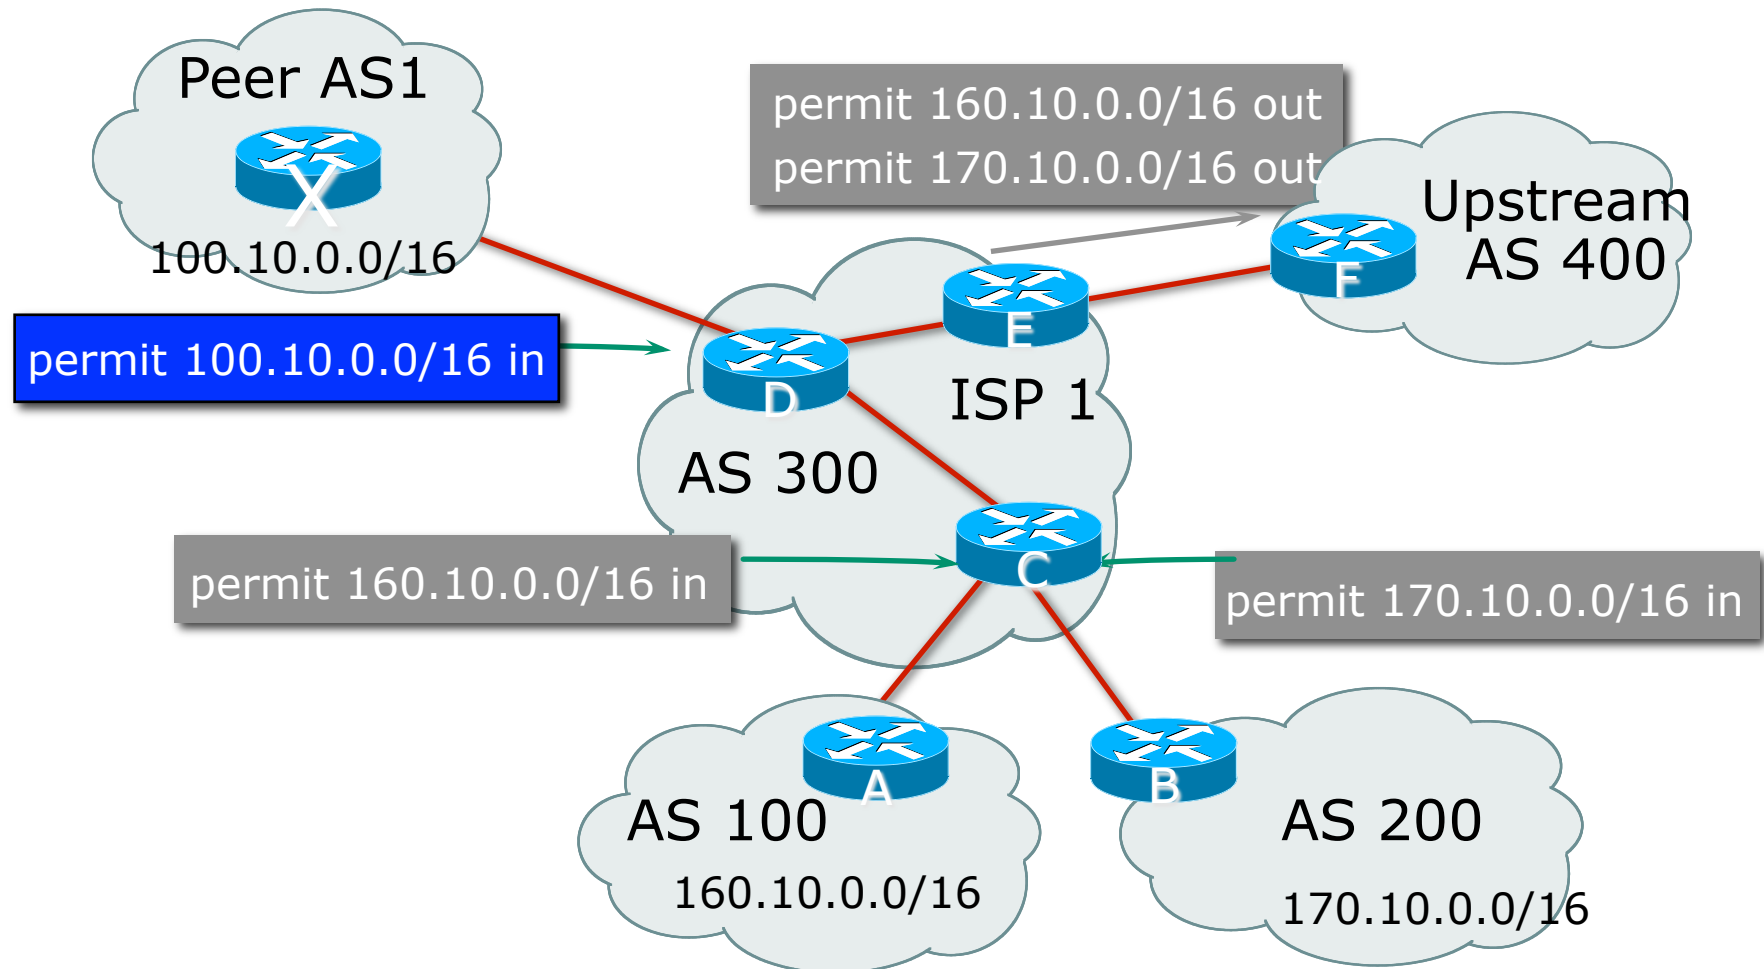 Peer AS1
X
100.10.0.0/16
permit 160.10.0.0/16 out
permit 170.10.0.0/16 out
Upstream
AS 400
F
E
permit 100.10.0.0/16 in
D
ISP 1
AS 300
permit 160.10.0.0/16 in
C
permit 170.10.0.0/16 in
A
AS 100
160.10.0.0/16
B
AS 200
170.10.0.0/16